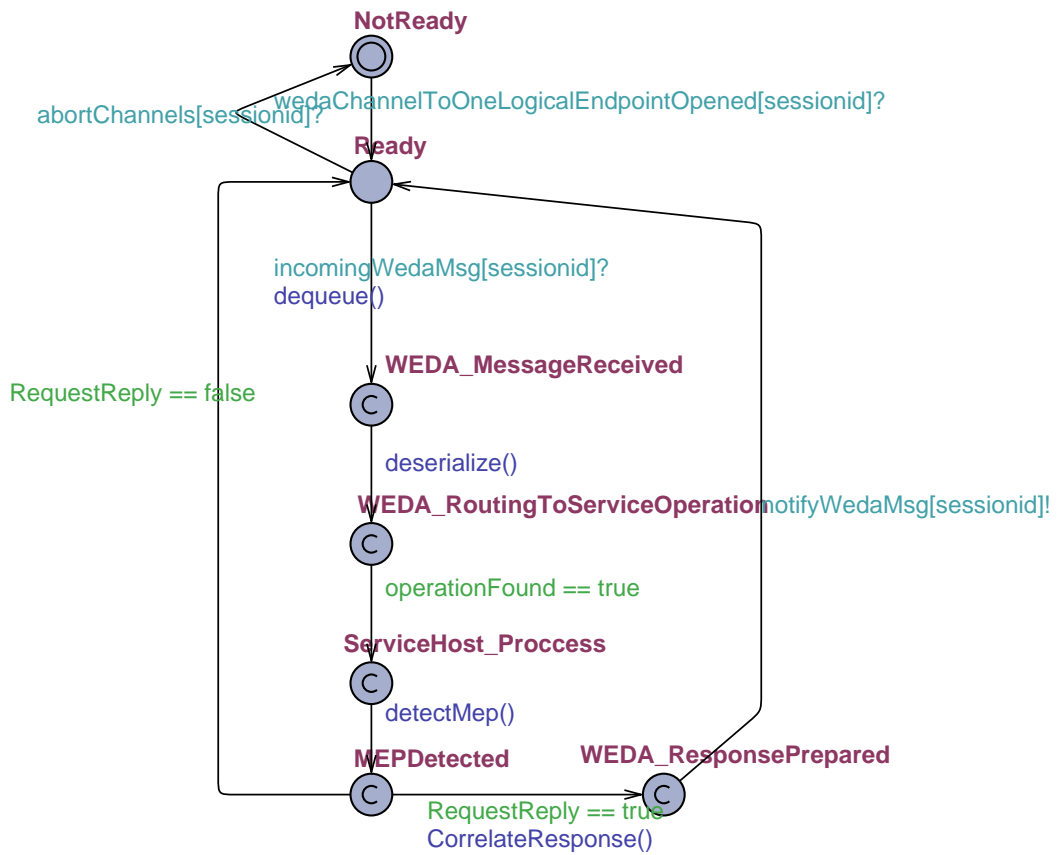 NotReady
wedaChannelToOneLogicalEndpointOpened[sessionid]?
abortChannels[sessionid]?
Ready
incomingWedaMsg[sessionid]?
dequeue()
WEDA_MessageReceived
RequestReply == false
deserialize()
WEDA_RoutingToServiceOperation
notifyWedaMsg[sessionid]!
operationFound == true
ServiceHost_Proccess
detectMep()
MEPDetected
WEDA_ResponsePrepared
RequestReply == true
CorrelateResponse()
C
C
C
C
C